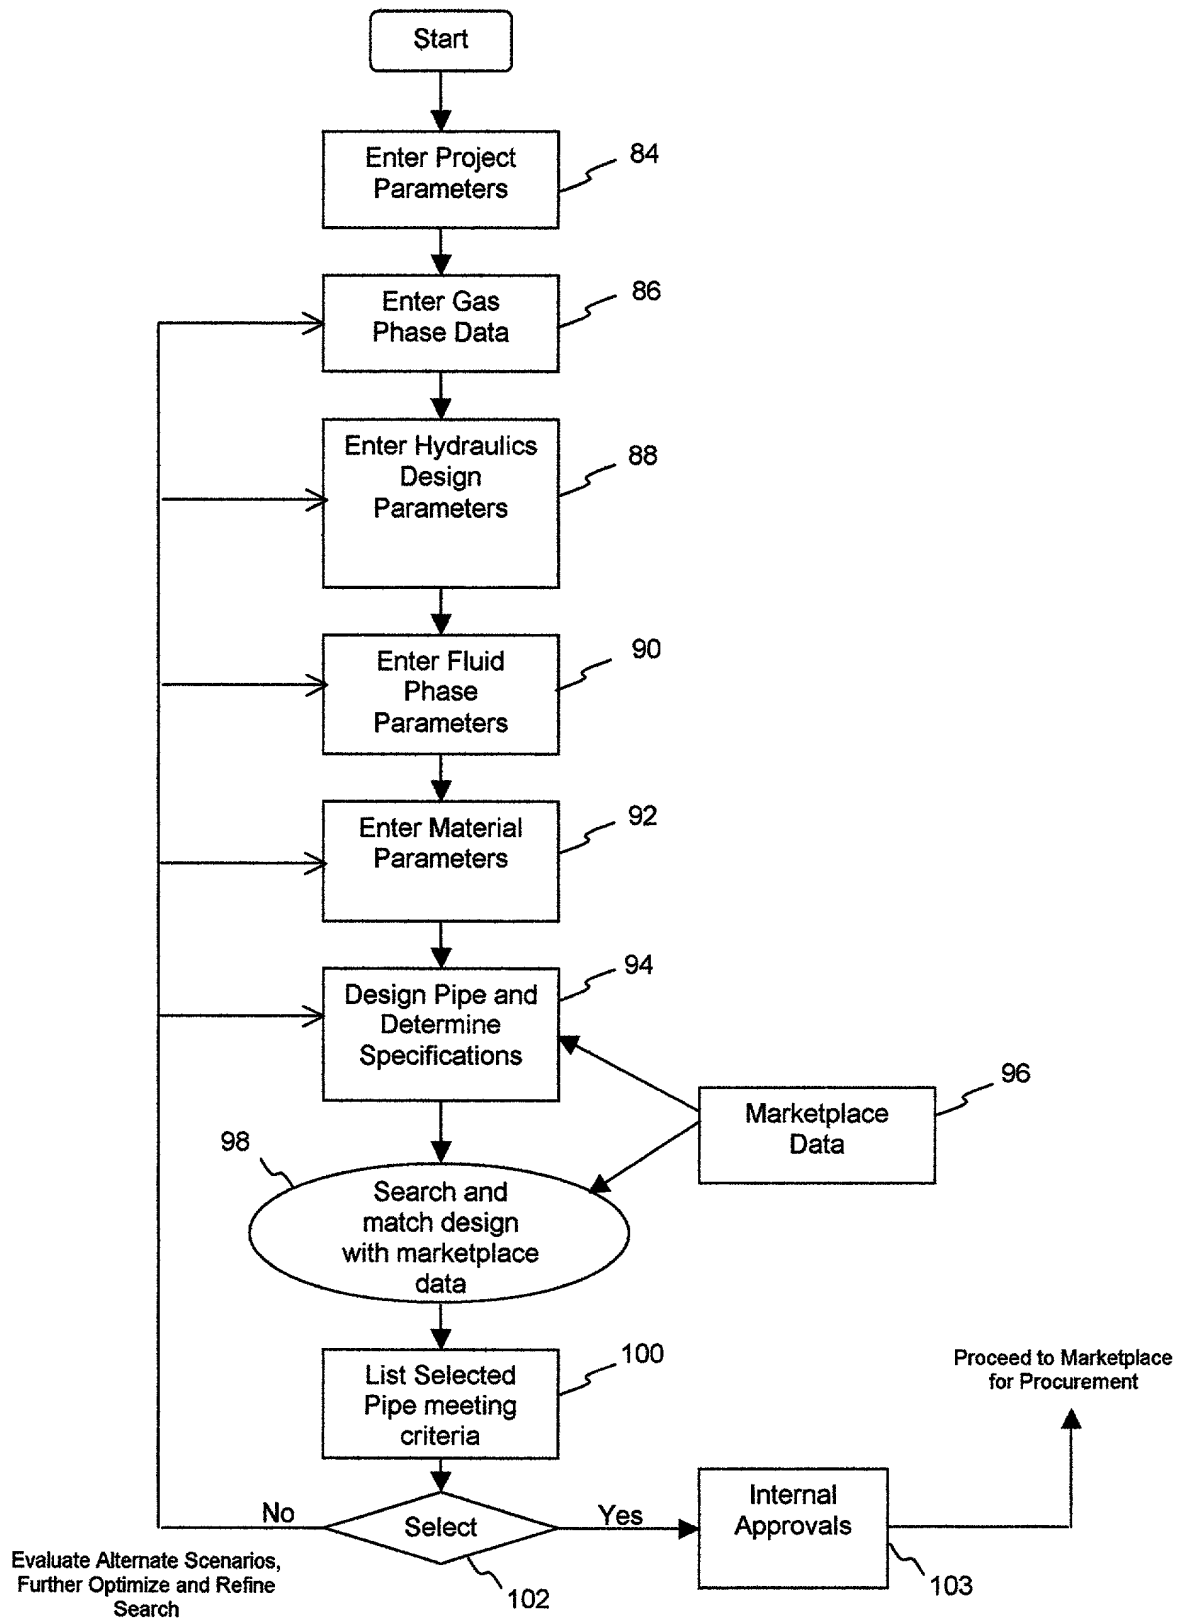 Start
Enter Project
Parameters
84
Enter Gas
Phase Data
86
Enter Hydraulics
Design
Parameters
88
Enter Fluid
Phase
Parameters
90
Enter Material
Parameters
92
Design Pipe and
Determine
Specifications
94
Marketplace
Data
96
98
Search and
match design
with marketplace
data
List Selected
Pipe meeting
criteria
100
Proceed to Marketplace
for Procurement
No
Select
Yes
102
Internal
Approvals
103
Evaluate Alternate Scenarios,
Further Optimize and Refine
Search